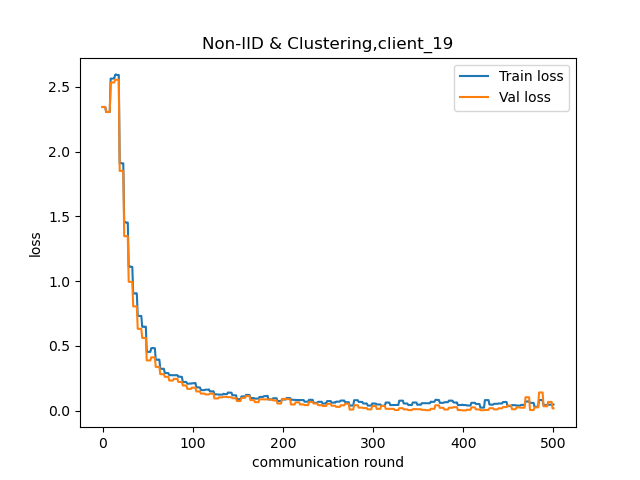 Non-IID & Clustering,client_19
Train loss
Val loss
2.5
2.0
1.5
1.0
0.5
0.0
loss
0
100
200
300
400
500
communication round